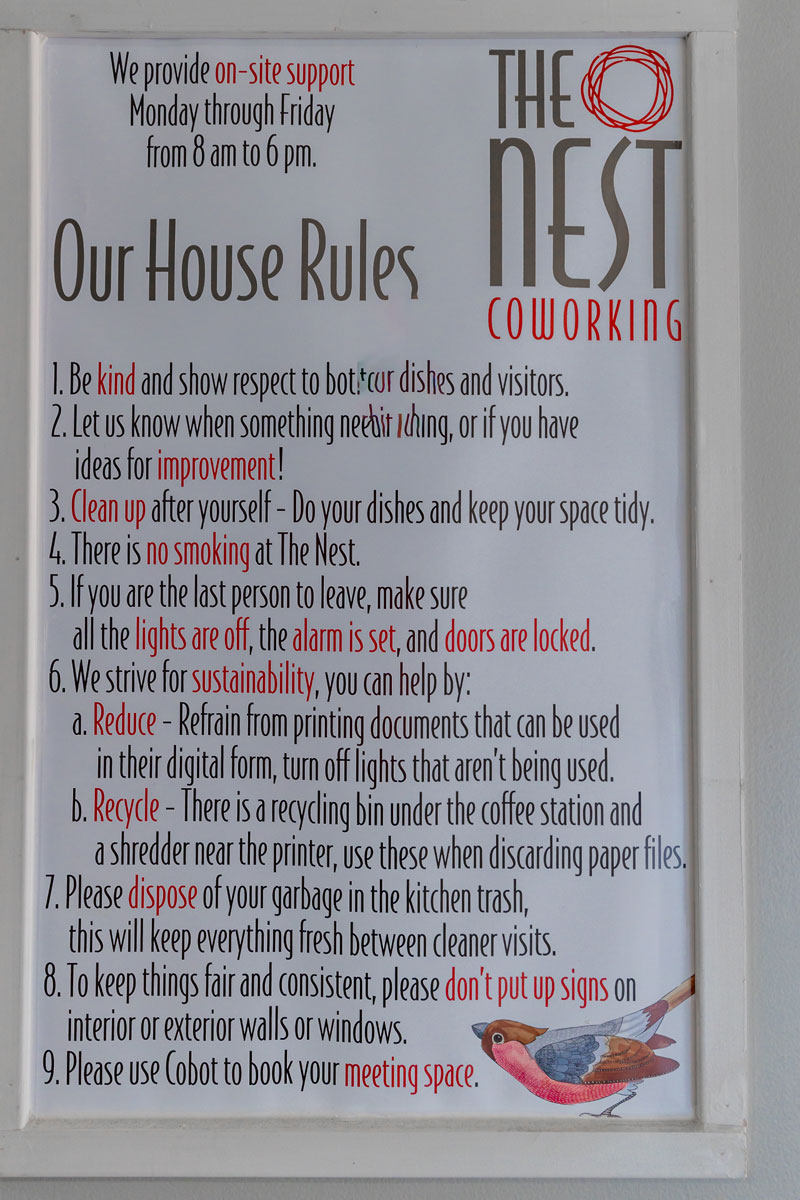 We provide on-site support
Monday through Friday
from 8 am to 6 pm.
THE
NEST
COWORKING
Our House Rules
1. Be kind and show respect to dishes and visitors.
2. Let us know when something or if you have
ideas for improvement!
3. Clean up after yourself - Do your dishes and keep your space tidy.
4. There is no smoking at The Nest.
5. If you are the last person to leave, make sure
all the lights are off, the alarm is set, and doors are locked.
6. We strive for sustainability, you can help by:
a. Reduce - Refrain from printing documents that can be used
in their digital form, turn off lights that aren't being used.
b. Recycle - There is a recycling bin under the coffee station and
a shredder near the printer, use these when discarding paper files.
7. Please dispose of your garbage in the kitchen trash,
this will keep everything fresh between cleaner visits.
8. To keep things fair and consistent, please don't put up signs on
interior or exterior walls or windows.
9. Please use Cobot to book your meeting space.